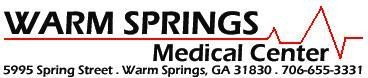 WARM SPRINGS
Medical Center
5995 Spring Street . Warm Springs, GA 31830 . 706-655-3331